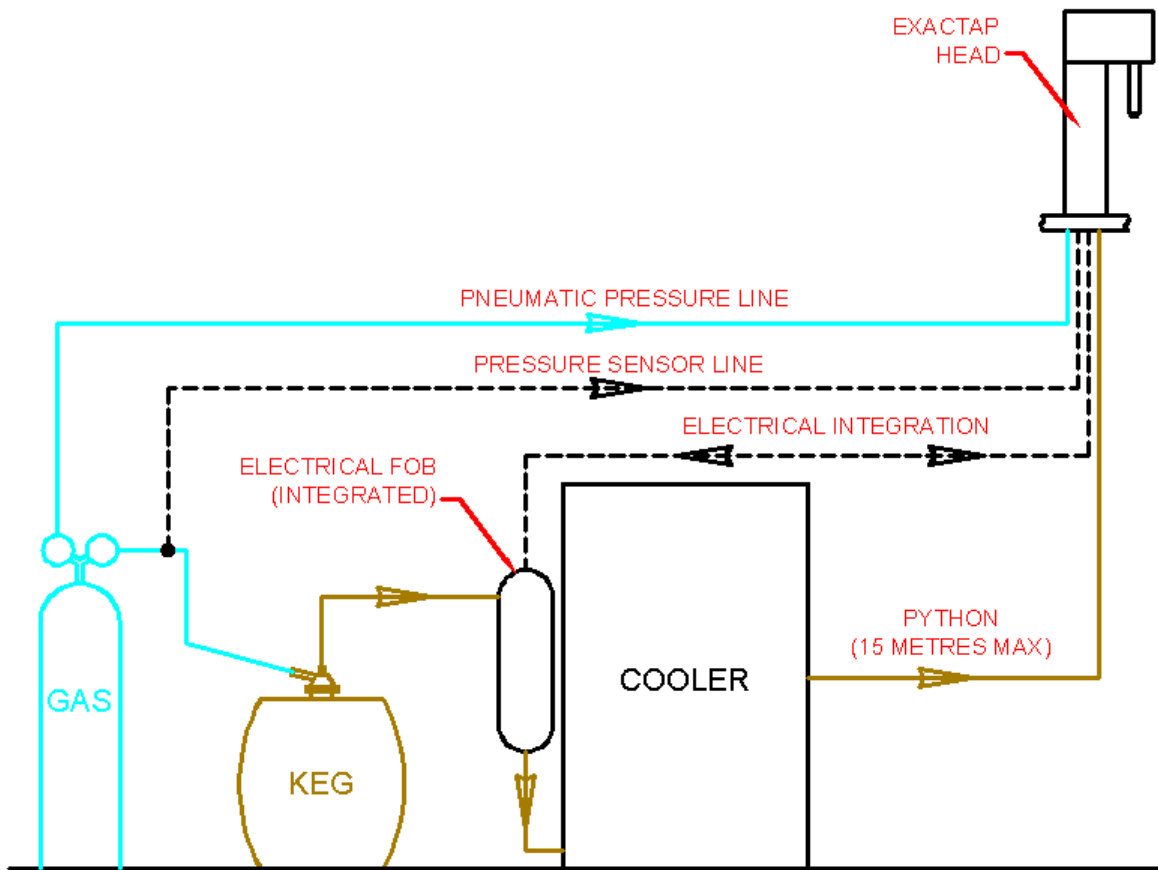 EXACTAP
HEAD
PNEUMATIC PRESSURE LINE
PRESSURE SENSOR LINE
ELECTRICAL INTEGRATION
ELECTRICAL FOB
(INTEGRATED)
PYTHON
(15 METRES MAX)
COOLER
GAS
KEG